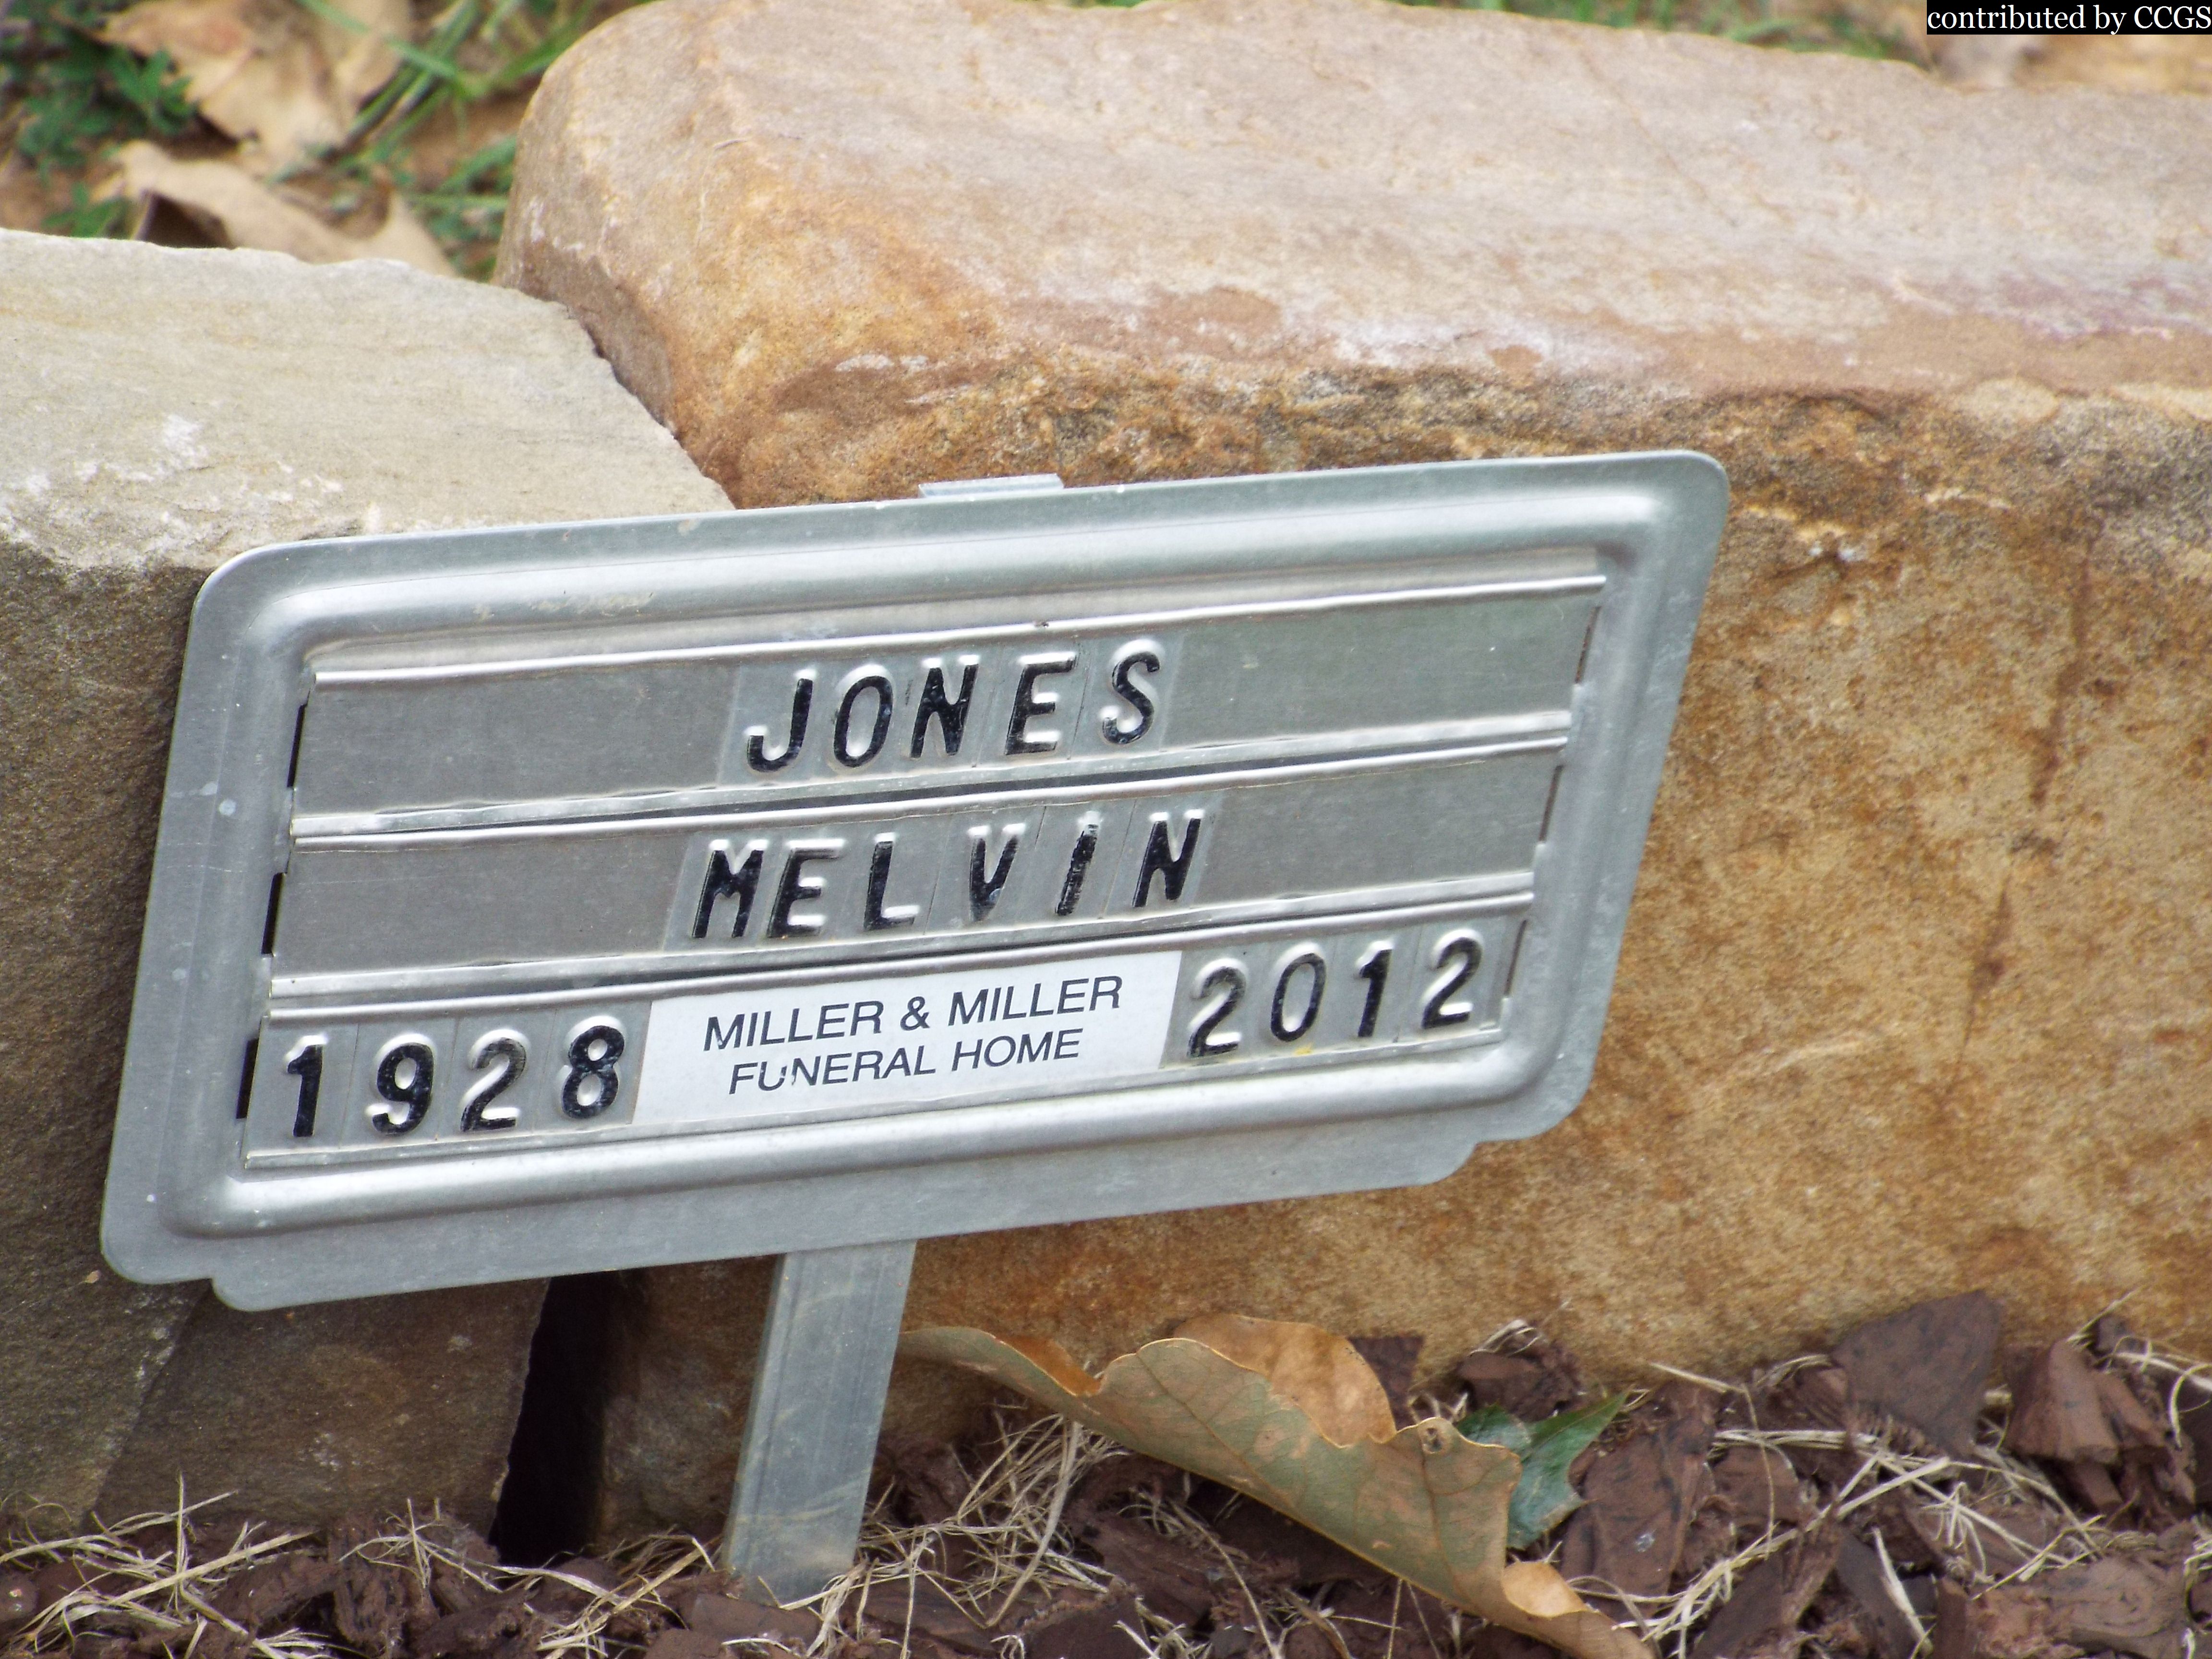 contributed by CCGS
JONES
MELVIN
1928 MILLER & MILLER FUNERAL HOME 2012